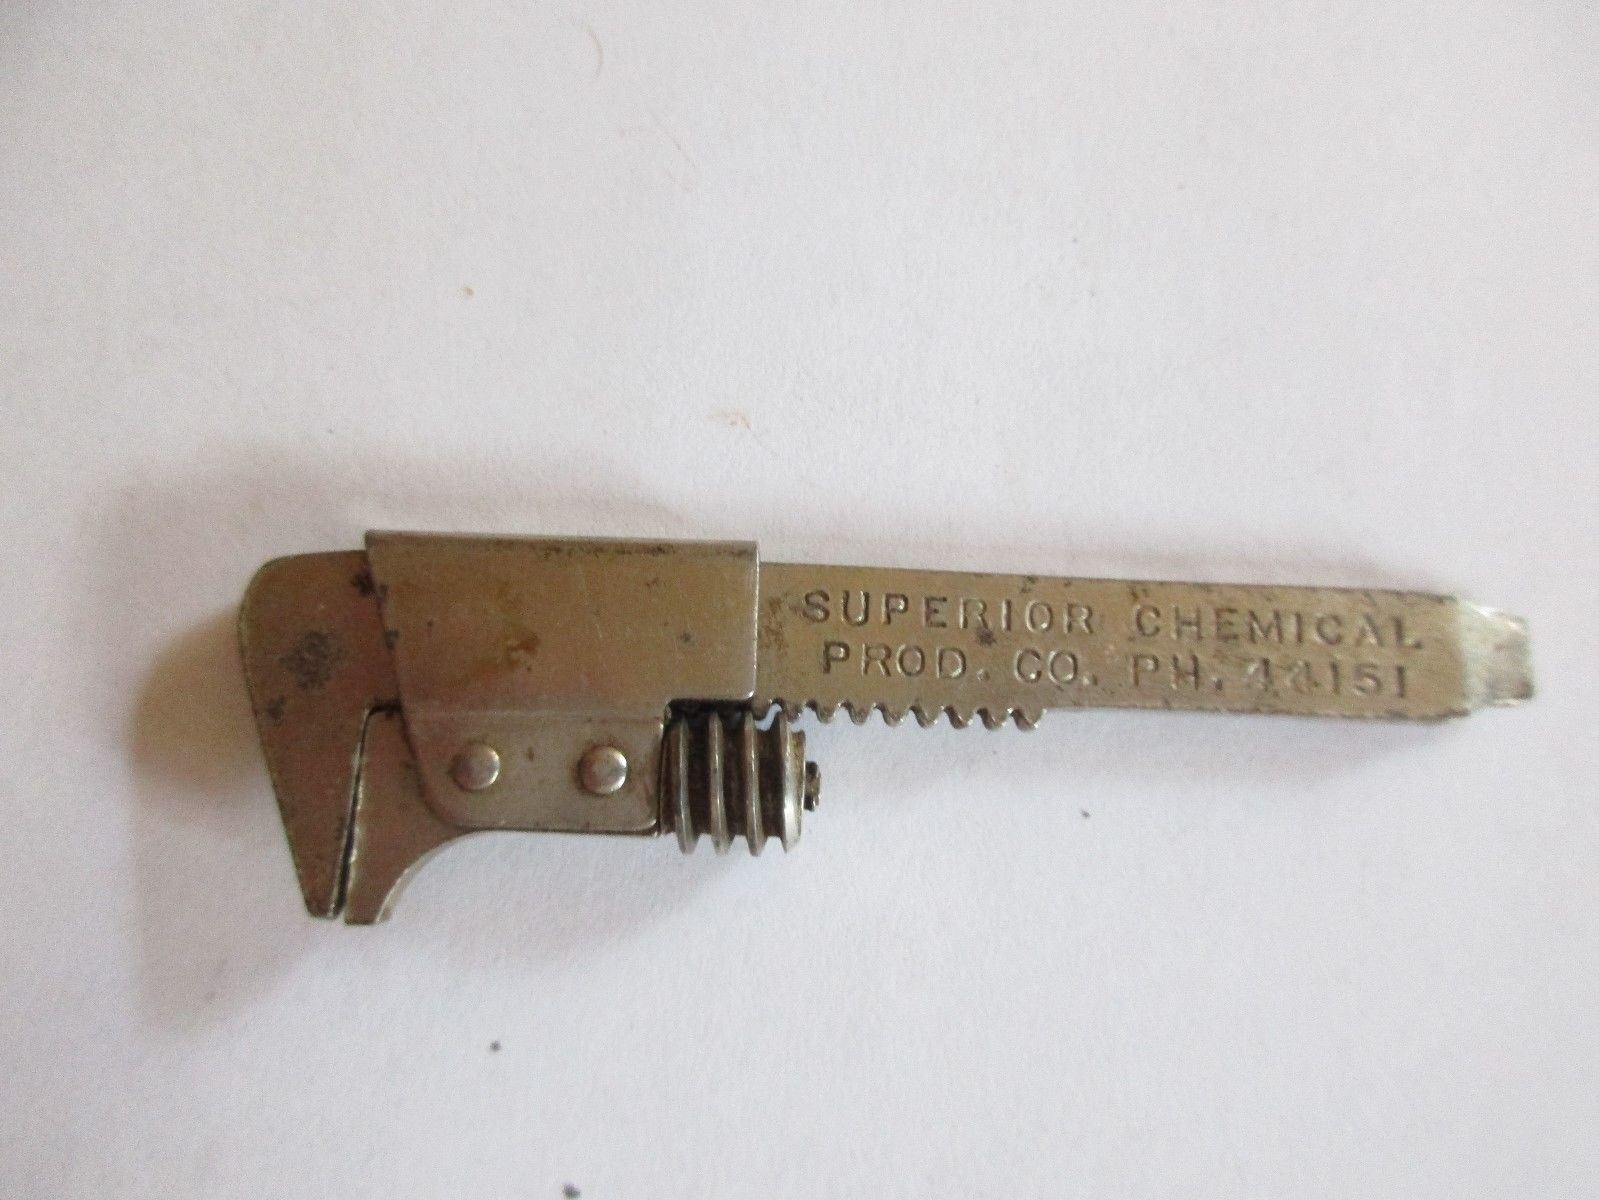 SUPERIOR CHEMICAL
PROD. CO. PH. 44151